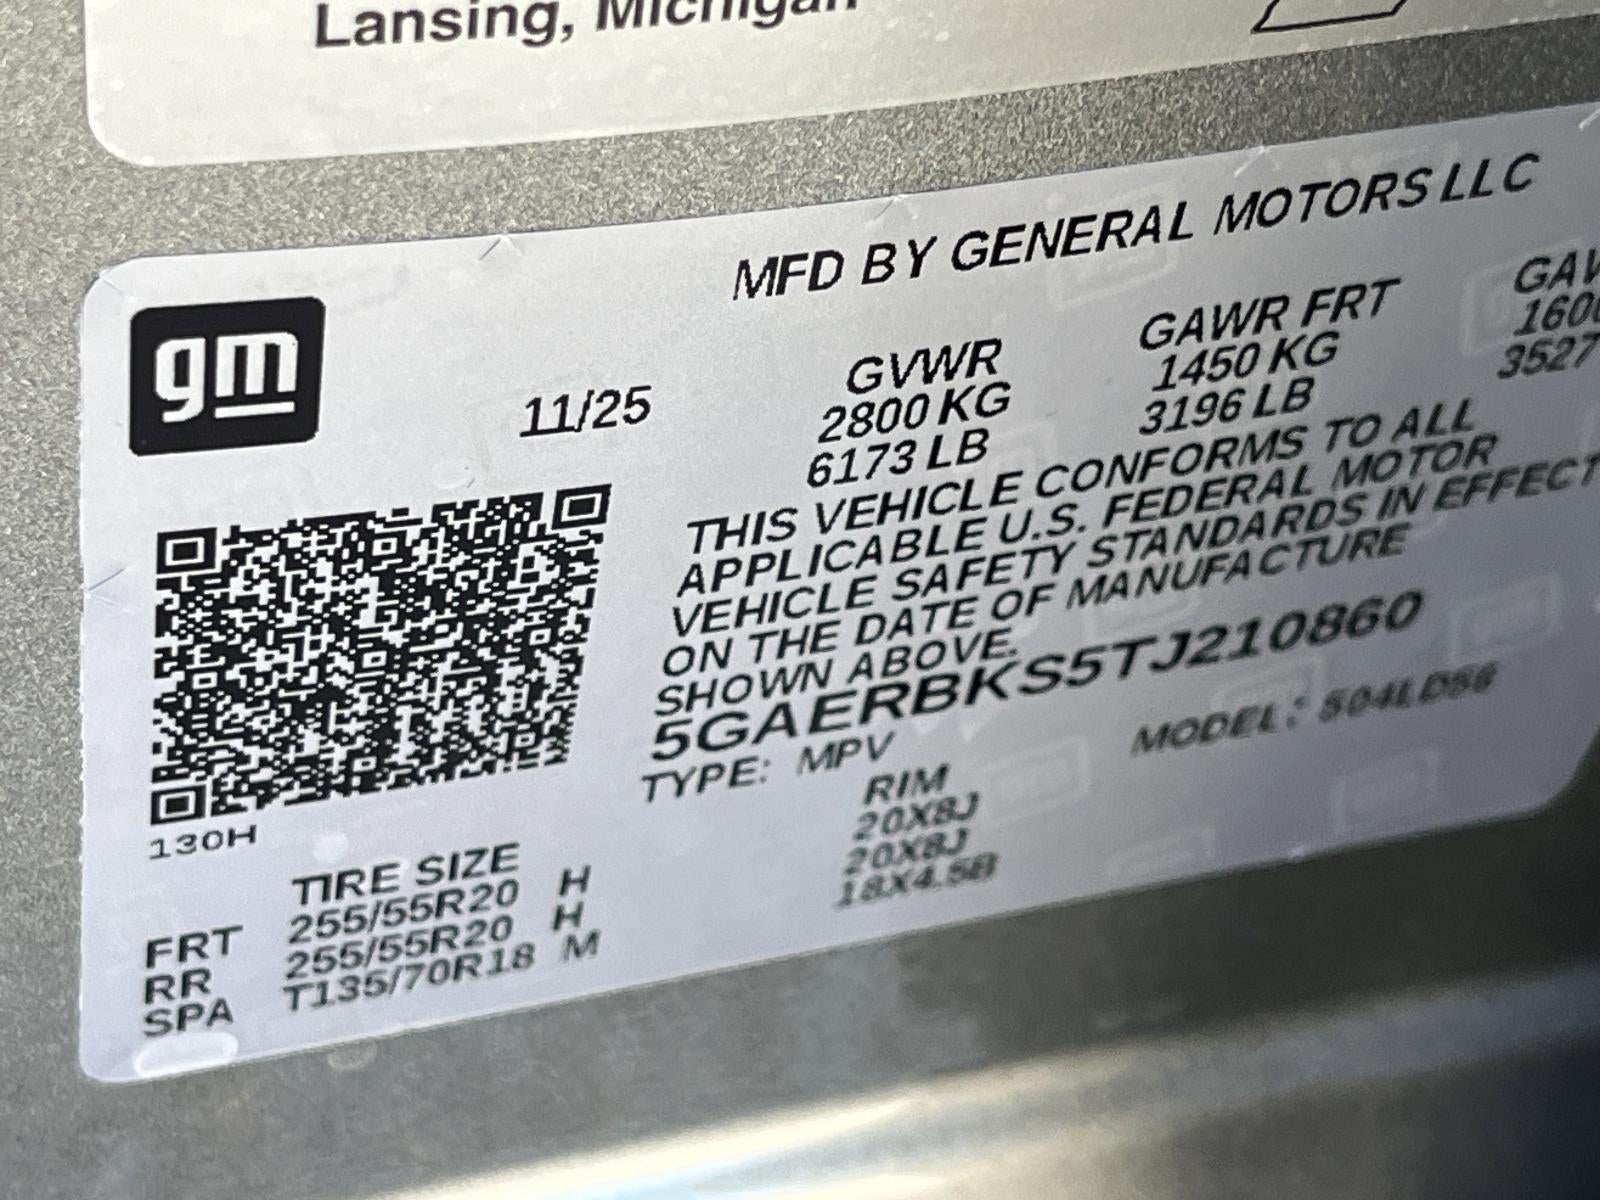 Lansing, Michigan
MFD BY GENERAL MOTORS LLC
gm
11/25
GVWR
2800 KG
6173 LB
GAWR FRT
1450 KG
3196 LB
3527
THIS VEHICLE CONFORMS TO ALL
APPLICABLE U.S. FEDERAL MOTOR
VEHICLE SAFETY STANDARDS IN EFFECT
ON THE DATE OF MANUFACTURE
SHOWN ABOVE.
5GAERBKS5TJ210860
TYPE: MPV
MODEL:
130H
TIRE SIZE
RIM
FRT 255/55R20 H 20X8J
RR 255/55R20 H 20X8J
SPA T135/70R18 M 18X4.5B